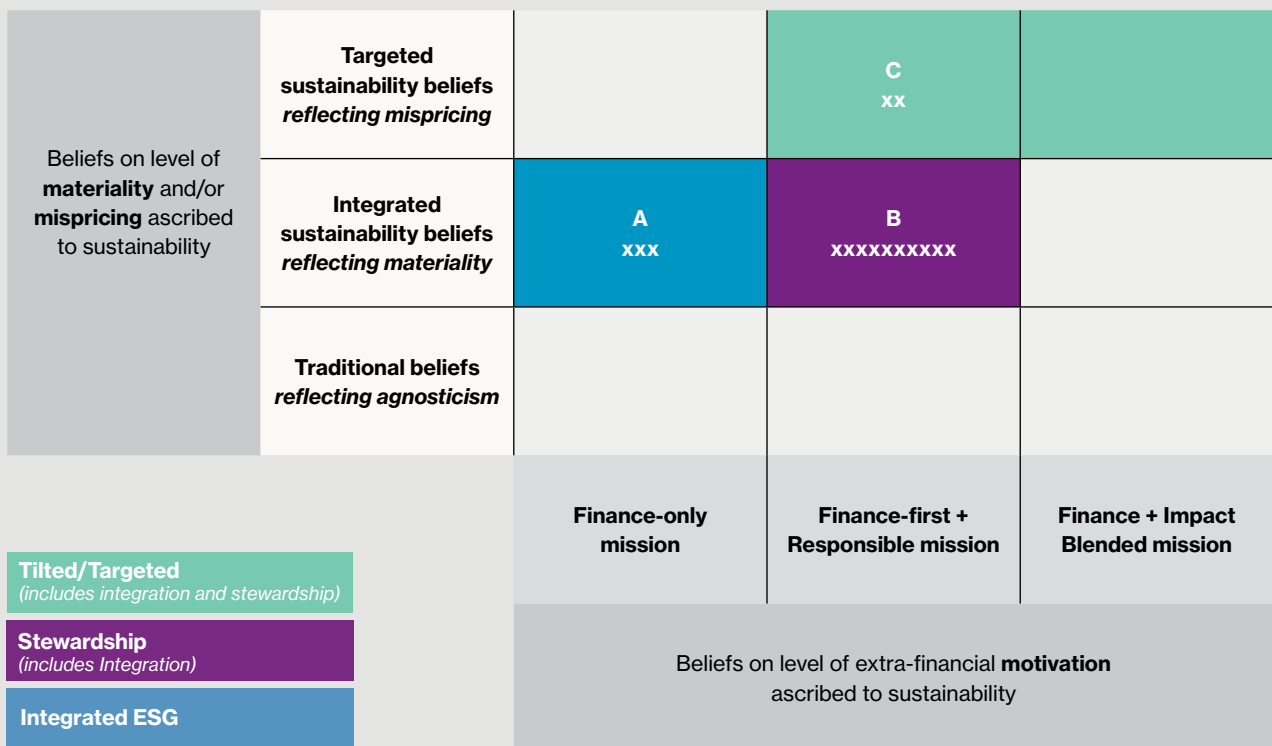 Beliefs on level of
materiality and/or
mispricing ascribed
to sustainability
Targeted
sustainability beliefs
reflecting mispricing
C
xx
Integrated
sustainability beliefs
reflecting materiality
A
xxx
B
xxxxxxxxxx
Traditional beliefs
reflecting agnosticism
Finance-only
mission
Finance-first +
Responsible mission
Finance + Impact
Blended mission
Beliefs on level of extra-financial motivation
ascribed to sustainability
Tilted/Targeted
(includes integration and stewardship)
Stewardship
(includes Integration)
Integrated ESG